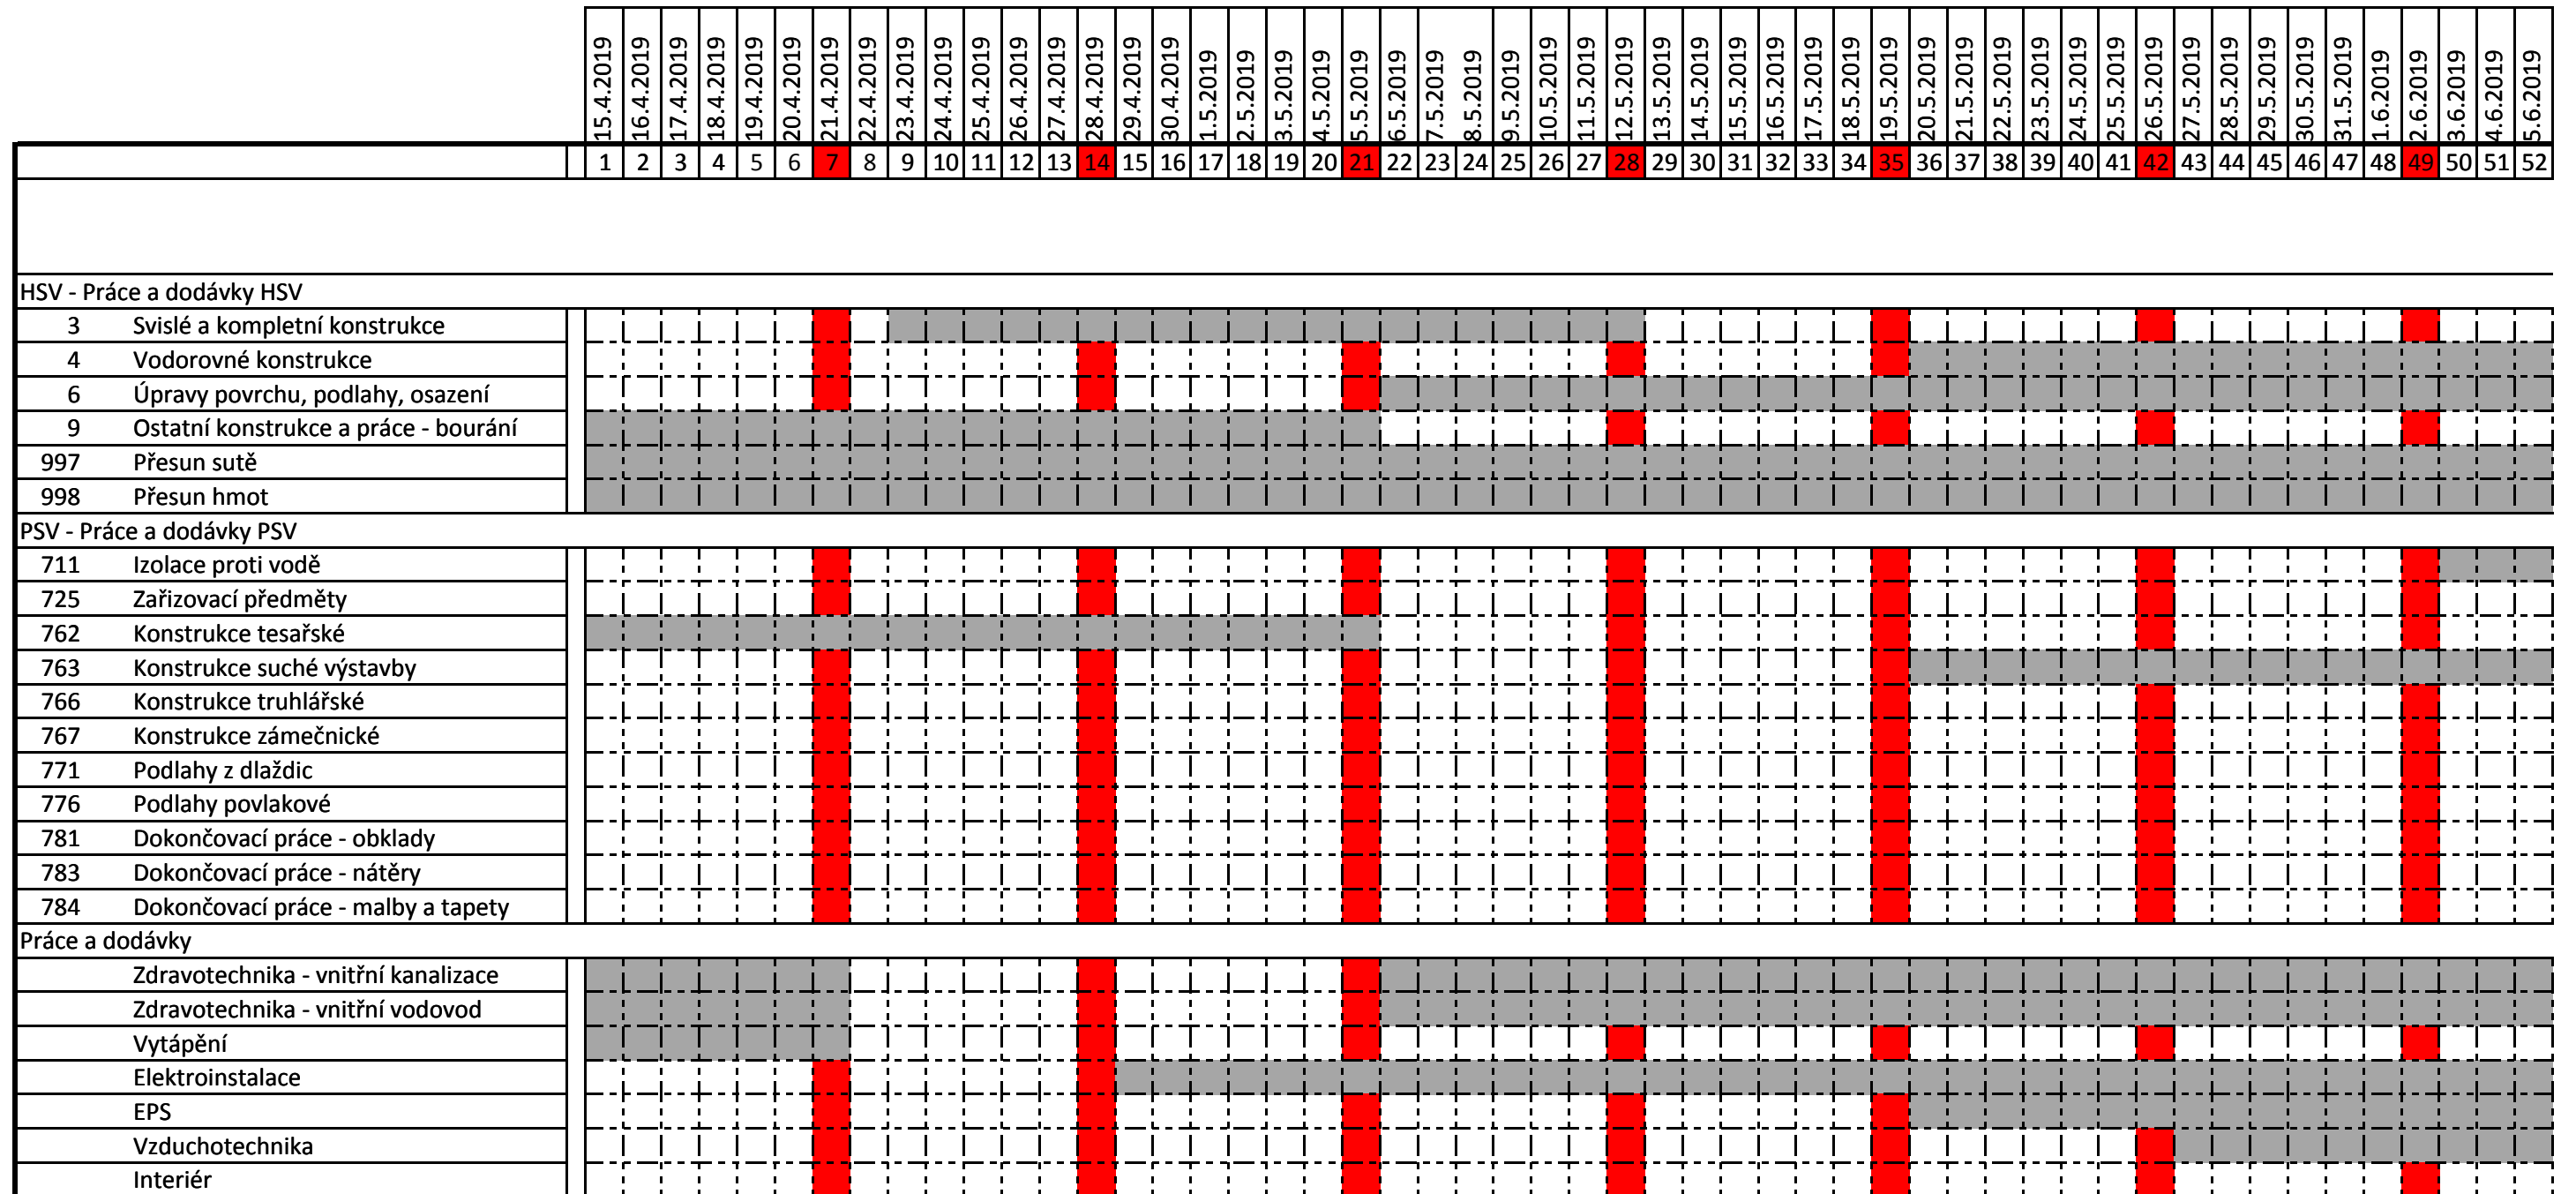 15.4.2019 16.4.2019 17.4.2019 18.4.2019 19.4.2019 20.4.2019 21.4.2019 22.4.2019 23.4.2019 24.4.2019 25.4.2019 26.4.2019 27.4.2019 28.4.2019 29.4.2019 30.4.2019 1.5.2019 2.5.2019 3.5.2019 4.5.2019 5.5.2019 6.5.2019 7.5.2019 8.5.2019 9.5.2019 10.5.2019 11.5.2019 12.5.2019 13.5.2019 14.5.2019 15.5.2019 16.5.2019 17.5.2019 18.5.2019 19.5.2019 20.5.2019 21.5.2019 22.5.2019 23.5.2019 24.5.2019 25.5.2019 26.5.2019 27.5.2019 28.5.2019 29.5.2019 30.5.2019 31.5.2019 1.6.2019 2.6.2019 3.6.2019 4.6.2019 5.6.2019
1 2 3 4 5 6 7 8 9 10 11 12 13 14 15 16 17 18 19 20 21 22 23 24 25 26 27 28 29 30 31 32 33 34 35 36 37 38 39 40 41 42 43 44 45 46 47 48 49 50 51 52
HSV - Práce a dodávky HSV
3 Svislé a kompletní konstrukce
4 Vodorovné konstrukce
6 Úpravy povrchu, podlahy, osazení
9 Ostatní konstrukce a práce - bourání
997 Přesun sutě
998 Přesun hmot
PSV - Práce a dodávky PSV
711 Izolace proti vodě
725 Zařizovací předměty
762 Konstrukce tesařské
763 Konstrukce suché výstavby
766 Konstrukce truhlářské
767 Konstrukce zámečnické
771 Podlahy z dlaždic
776 Podlahy povlakové
781 Dokončovací práce - obklady
783 Dokončovací práce - nátěry
784 Dokončovací práce - malby a tapety
Práce a dodávky
Zdravotechnika - vnitřní kanalizace
Zdravotechnika - vnitřní vodovod
Vytápění
Elektroinstalace
EPS
Vzduchotechnika
Interiér